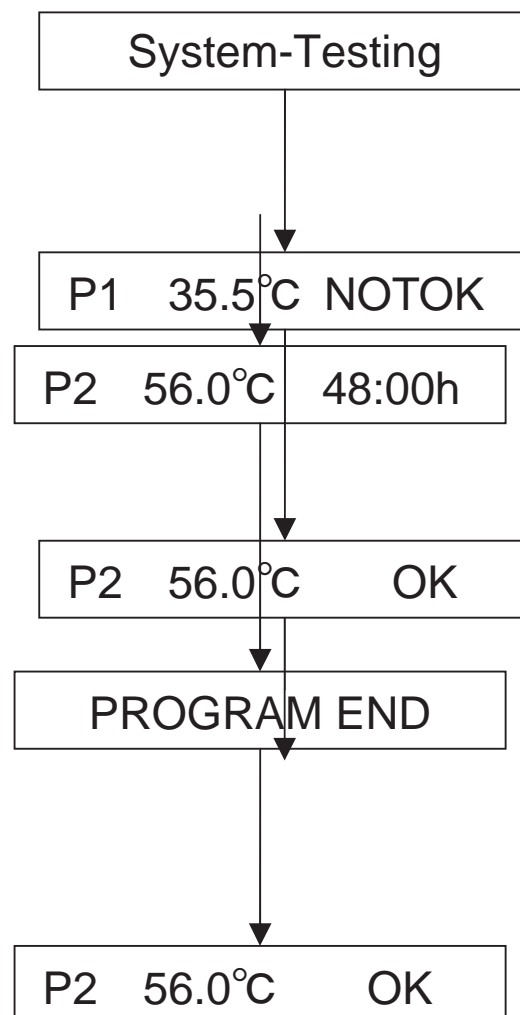 System-Testing
P1 35.5°C NOTOK
P2 56.0°C 48:00h
P2 56.0°C OK
PROGRAM END
P2 56.0°C OK